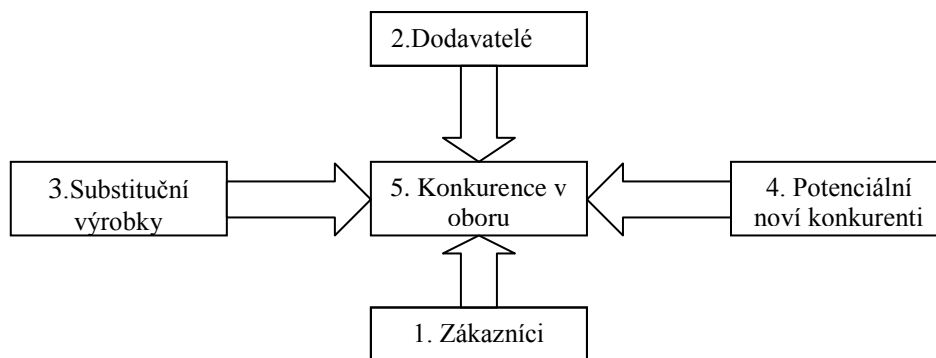 2.Dodavatelé
3.Substituční
výrobky
5. Konkurence v
oboru
4. Potenciální
noví konkurenti
1. Zákazníci